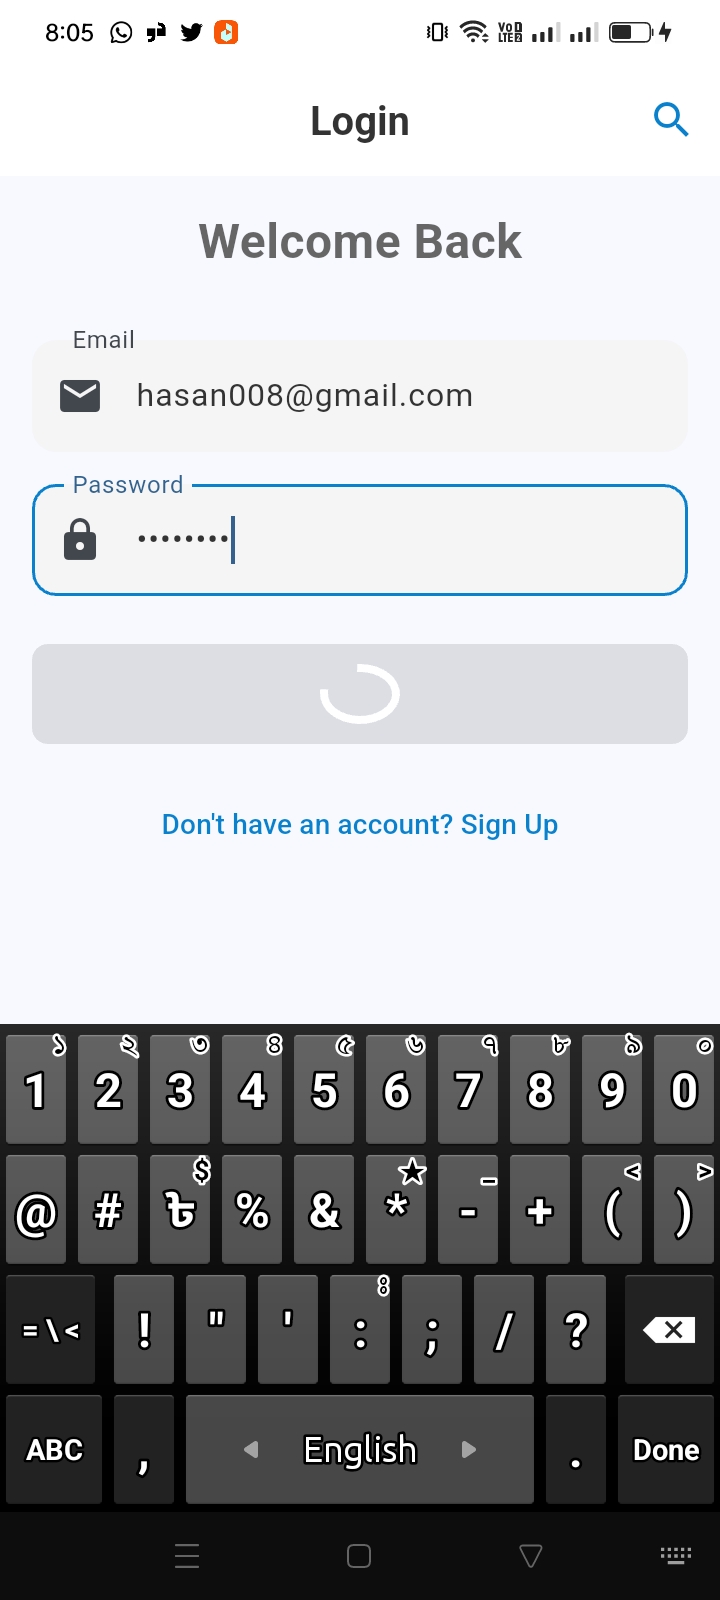 8:05 VoD LTE2
Login
Welcome Back
Email
hasan008@gmail.com
Password
••••••••
Don't have an account? Sign Up
১ ২ ৩ ৪ ৫ ৬ ৭ ৮ ৯ ০
1 2 3 4 5 6 7 8 9 0
$ ★ _ < >
@ # ৳ % & * - + ( )
ঃ
=\< ! " ' : ; / ?
ABC , English . Done